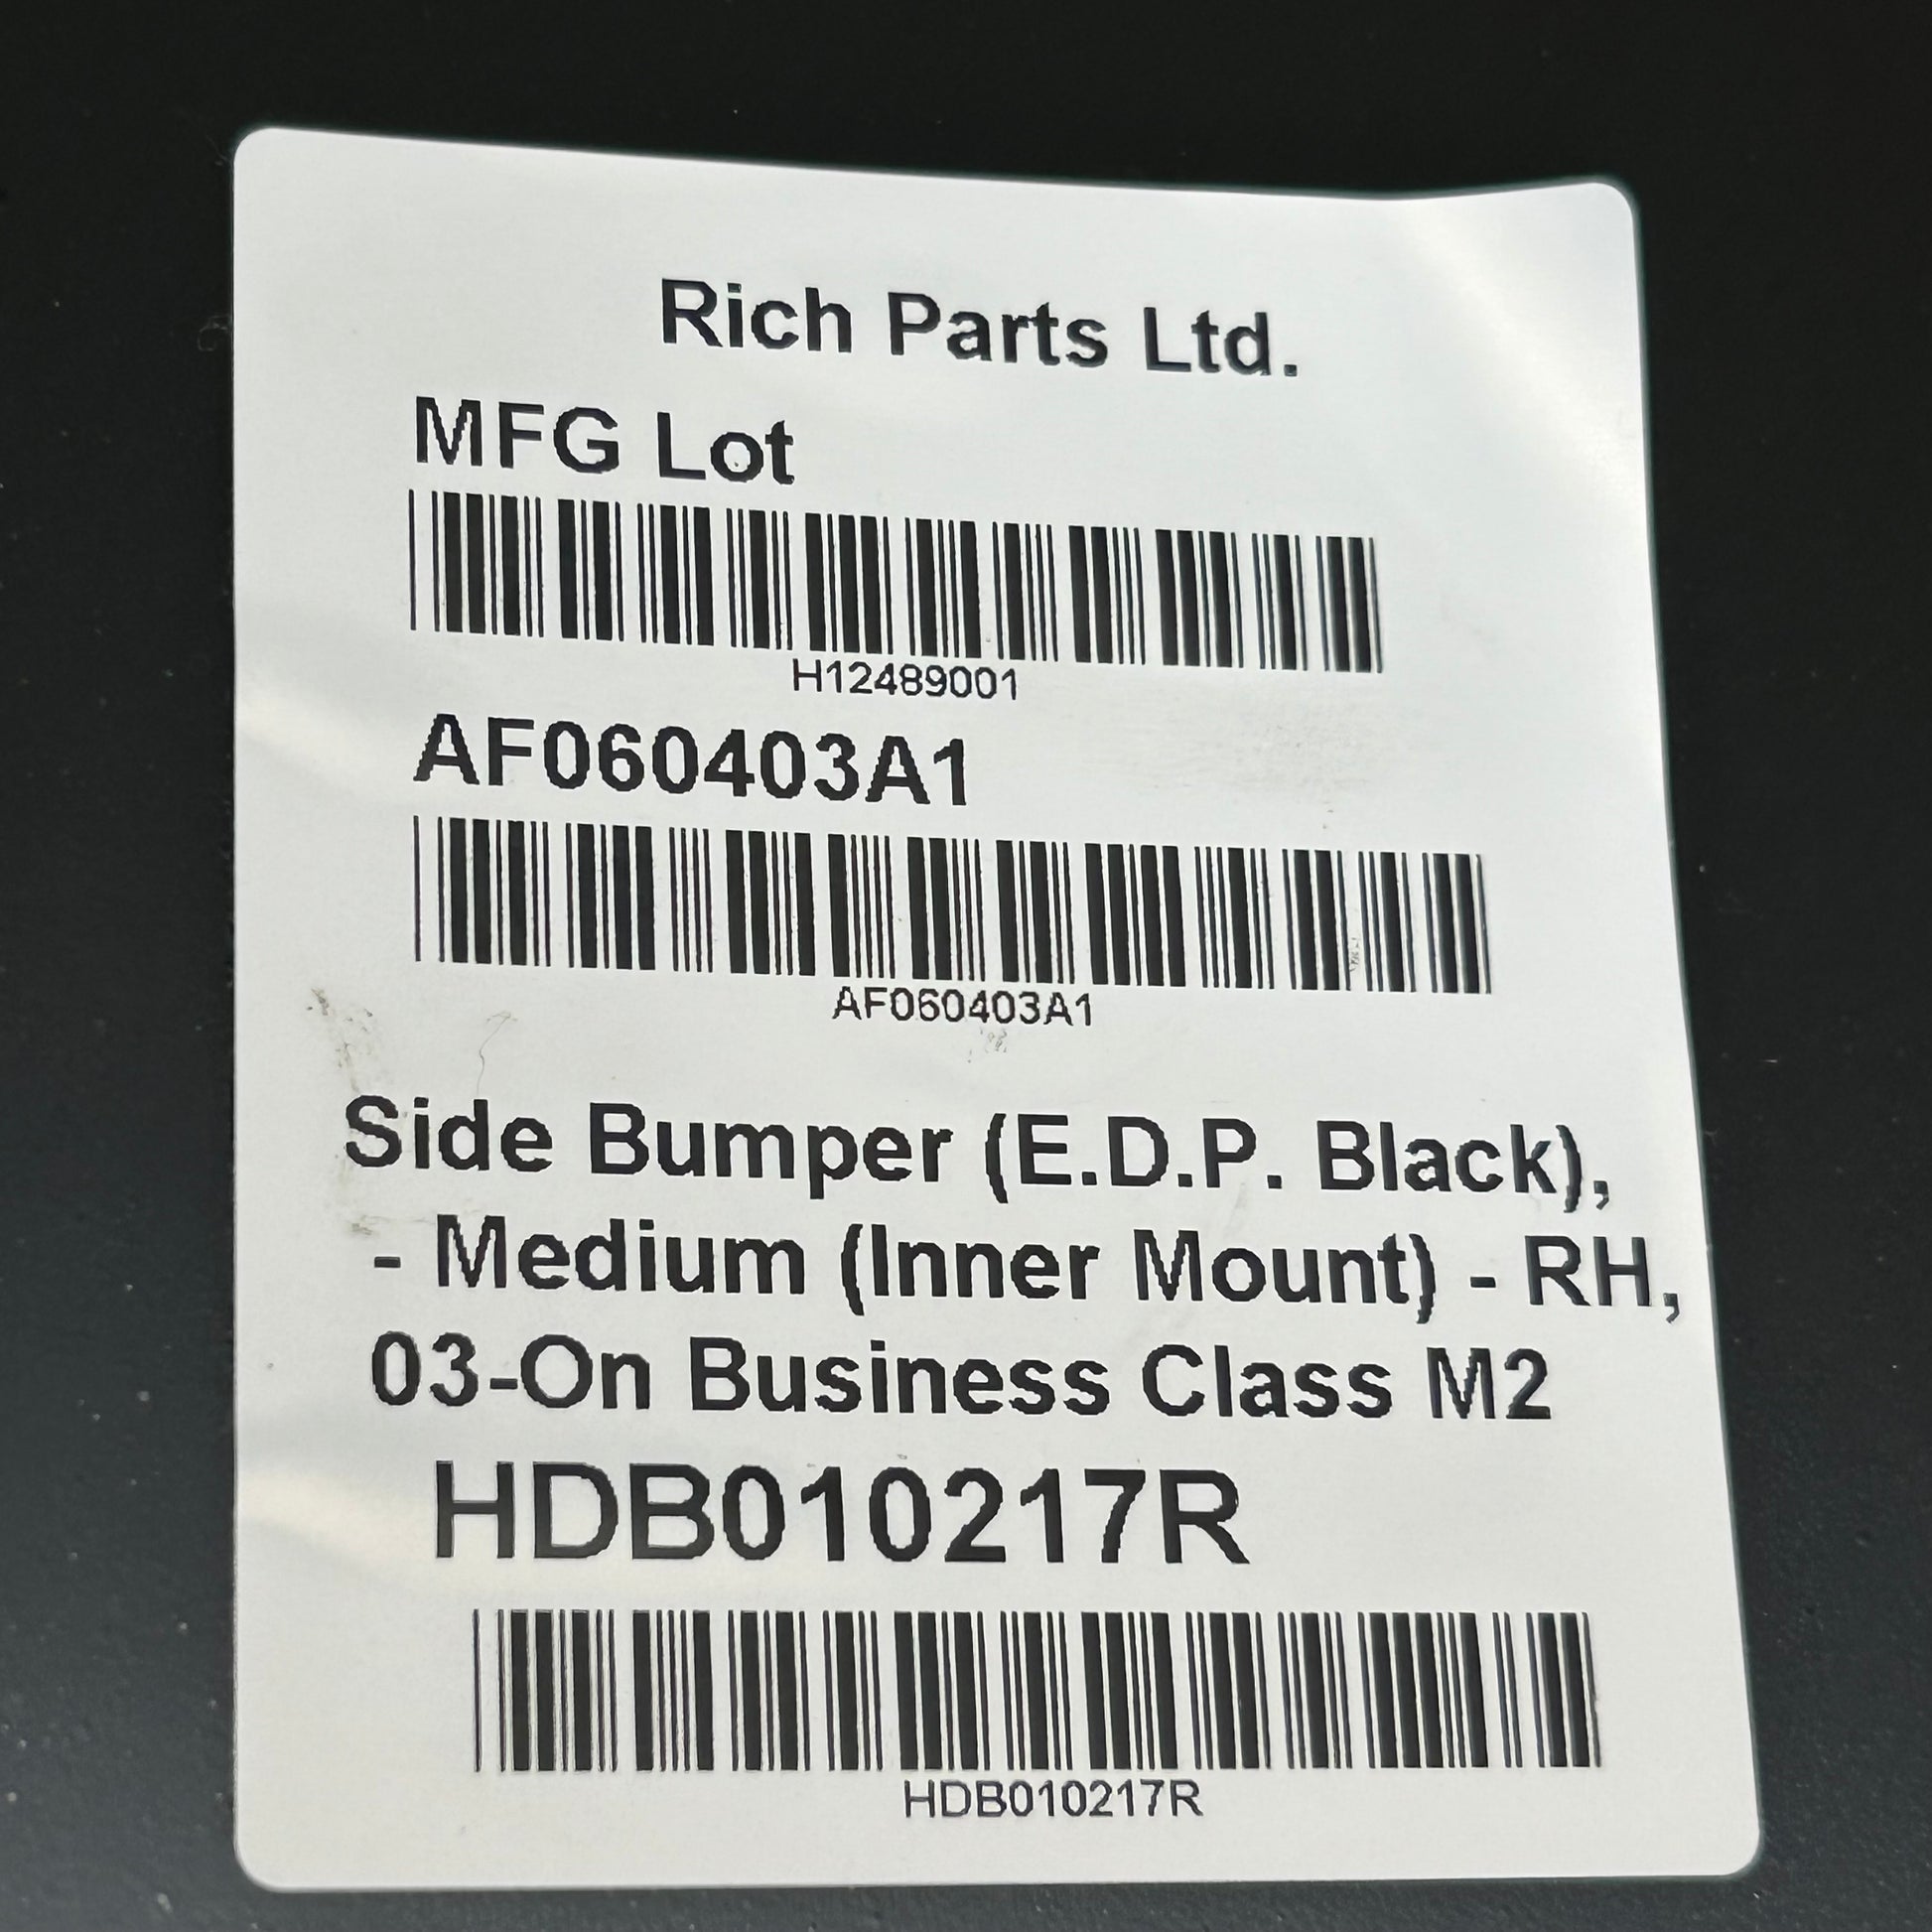 Rich Parts Ltd.
MFG Lot
H12489001
AF060403A1
AF060403A1
Side Bumper (E.D.P. Black),
- Medium (Inner Mount) - RH,
03-On Business Class M2
HDB010217R
HDB010217R